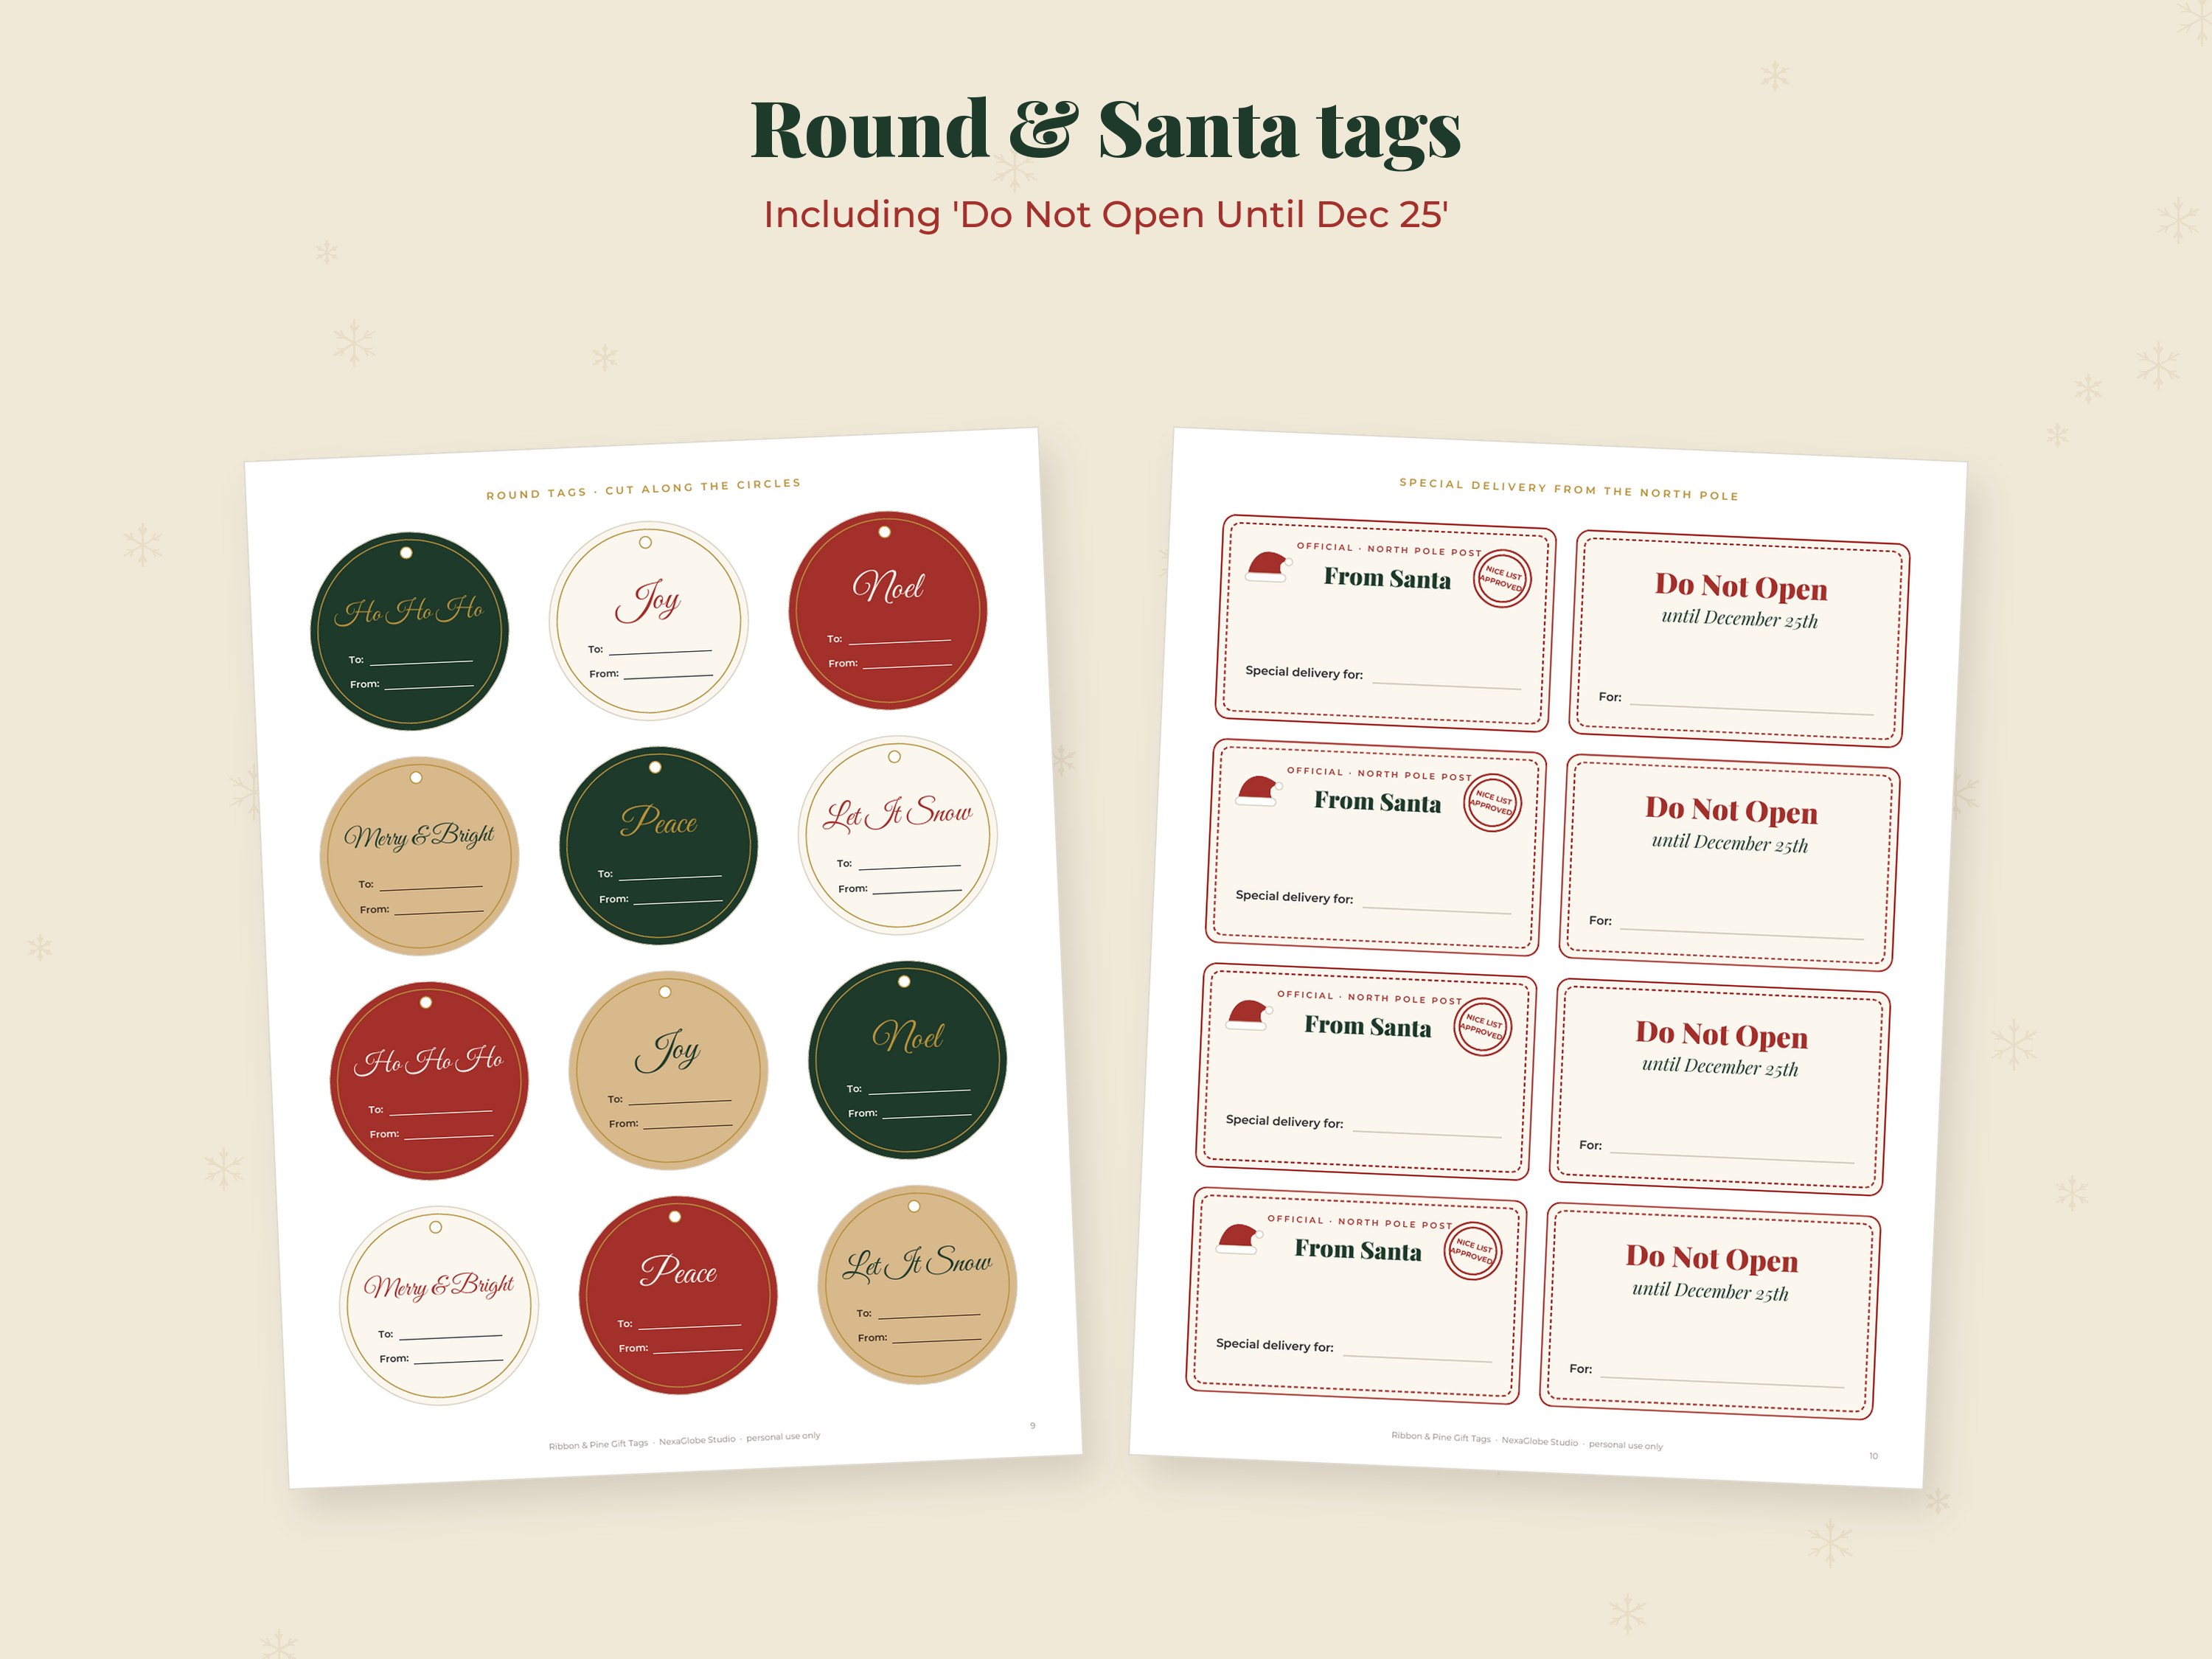 Round & Santa tags
Including 'Do Not Open Until Dec 25'
ROUND TAGS · CUT ALONG THE CIRCLES
Ho Ho Ho
To:
From:
Joy
To:
From:
Noel
To:
From:
Merry & Bright
To:
From:
Peace
To:
From:
Let It Snow
To:
From:
Ho Ho Ho
To:
From:
Joy
To:
From:
Noel
To:
From:
Merry & Bright
To:
From:
Peace
To:
From:
Let It Snow
To:
From:
Ribbon & Pine Gift Tags · NexaGlobe Studio · personal use only
9
SPECIAL DELIVERY FROM THE NORTH POLE
OFFICIAL · NORTH POLE POST
From Santa
NICE LIST
APPROVED
Special delivery for:
Do Not Open
until December 25th
For:
OFFICIAL · NORTH POLE POST
From Santa
NICE LIST
APPROVED
Special delivery for:
Do Not Open
until December 25th
For:
OFFICIAL · NORTH POLE POST
From Santa
NICE LIST
APPROVED
Special delivery for:
Do Not Open
until December 25th
For:
OFFICIAL · NORTH POLE POST
From Santa
NICE LIST
APPROVED
Special delivery for:
Do Not Open
until December 25th
For:
Ribbon & Pine Gift Tags · NexaGlobe Studio · personal use only
10